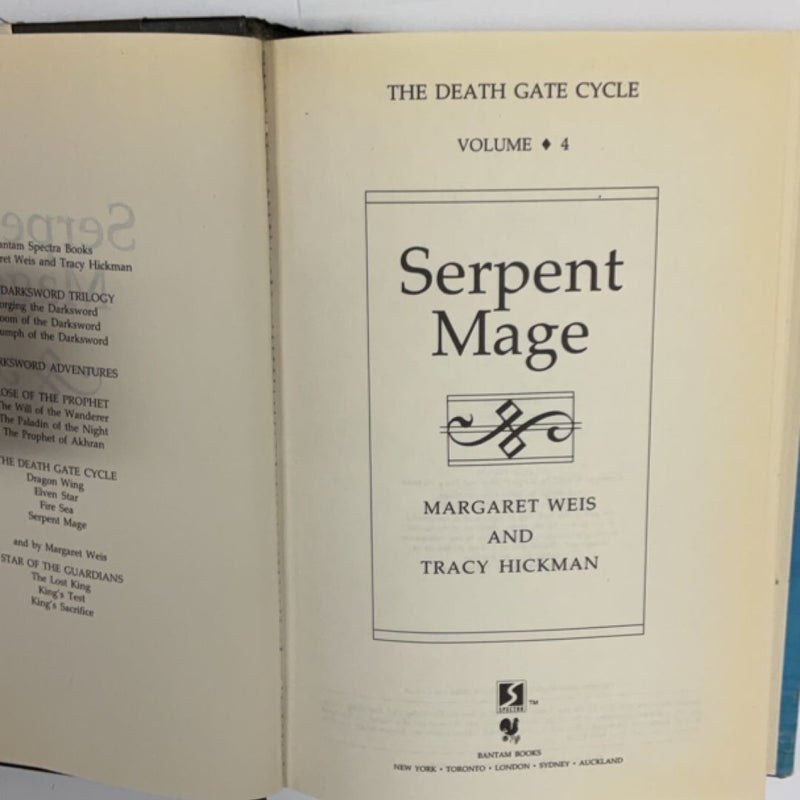 antam Spectra Books
ret Weis and Tracy Hickman
DARKSWORD TRILOGY
orging the Darksword
oom of the Darksword
umph of the Darksword
RKSWORD ADVENTURES
OSE OF THE PROPHET
The Will of the Wanderer
The Paladin of the Night
The Prophet of Akhran
THE DEATH GATE CYCLE
Dragon Wing
Elven Star
Fire Sea
Serpent Mage
and by Margaret Weis
STAR OF THE GUARDIANS
The Lost King
King's Test
King's Sacrifice
THE DEATH GATE CYCLE
VOLUME ♦ 4
Serpent
Mage
MARGARET WEIS
AND
TRACY HICKMAN
S
SPECTRA
TM
BANTAM BOOKS
NEW YORK • TORONTO • LONDON • SYDNEY • AUCKLAND